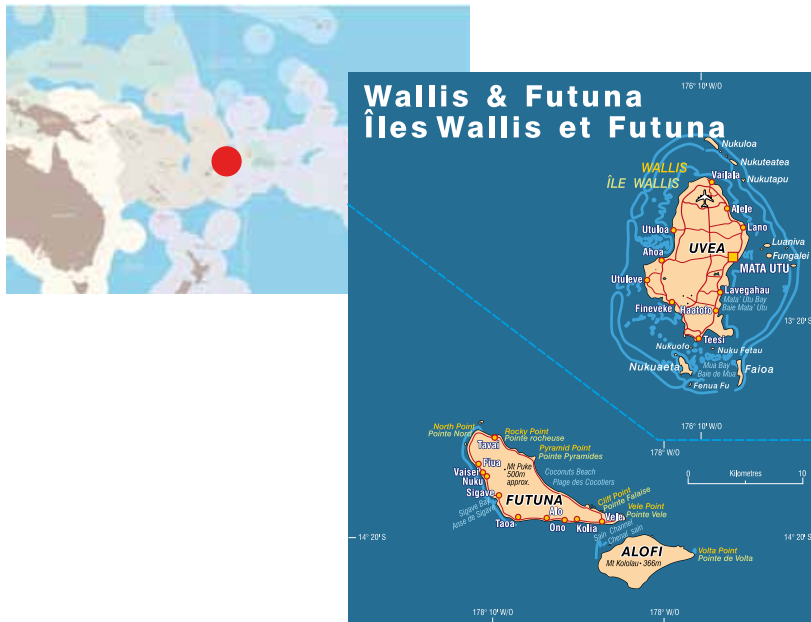 Wallis & Futuna
Îles Wallis et Futuna
176° 10' W/O
Nukuloa
Nukuteatea
Nukutapu
WALLIS
ÎLE WALLIS
Vailala
Alele
Lano
Utuloa
UVEA
Luaniva
Fungalei
Ahoa
MATA UTU
Utuleve
Lavegahau
Mata' Utu Bay
Baie Mata' Utu
Fineveke
Haatofo
13° 20' S
Teesi
Nukuofo
Nuku Fetau
Nukuaeta
Mua Bay
Baie de Mua
Faioa
Fenua Fu
176° 10' W/O
178° W/O
0 Kilometres 10
North Point
Pointe Nord
Rocky Point
Pointe rocheuse
Tavai
Pyramid Point
Pointe Pyramides
Fiua
Vaisei
Nuku
Mt Puke
500m
approx.
Coconuts Beach
Plage des Cocotiers
Sigave
FUTUNA
Sigave Bay
Anse de Sigave
Cliff Point
Pointe Falaise
Alo
Vele
Vele Point
Pointe Vele
Taoa
Ono
Kolia
Sain Channel
Chenal sain
14° 20' S
14° 20' S
ALOFI
Mt Kololau • 366m
Volta Point
Pointe de Volta
178° 10' W/O
178° W/O